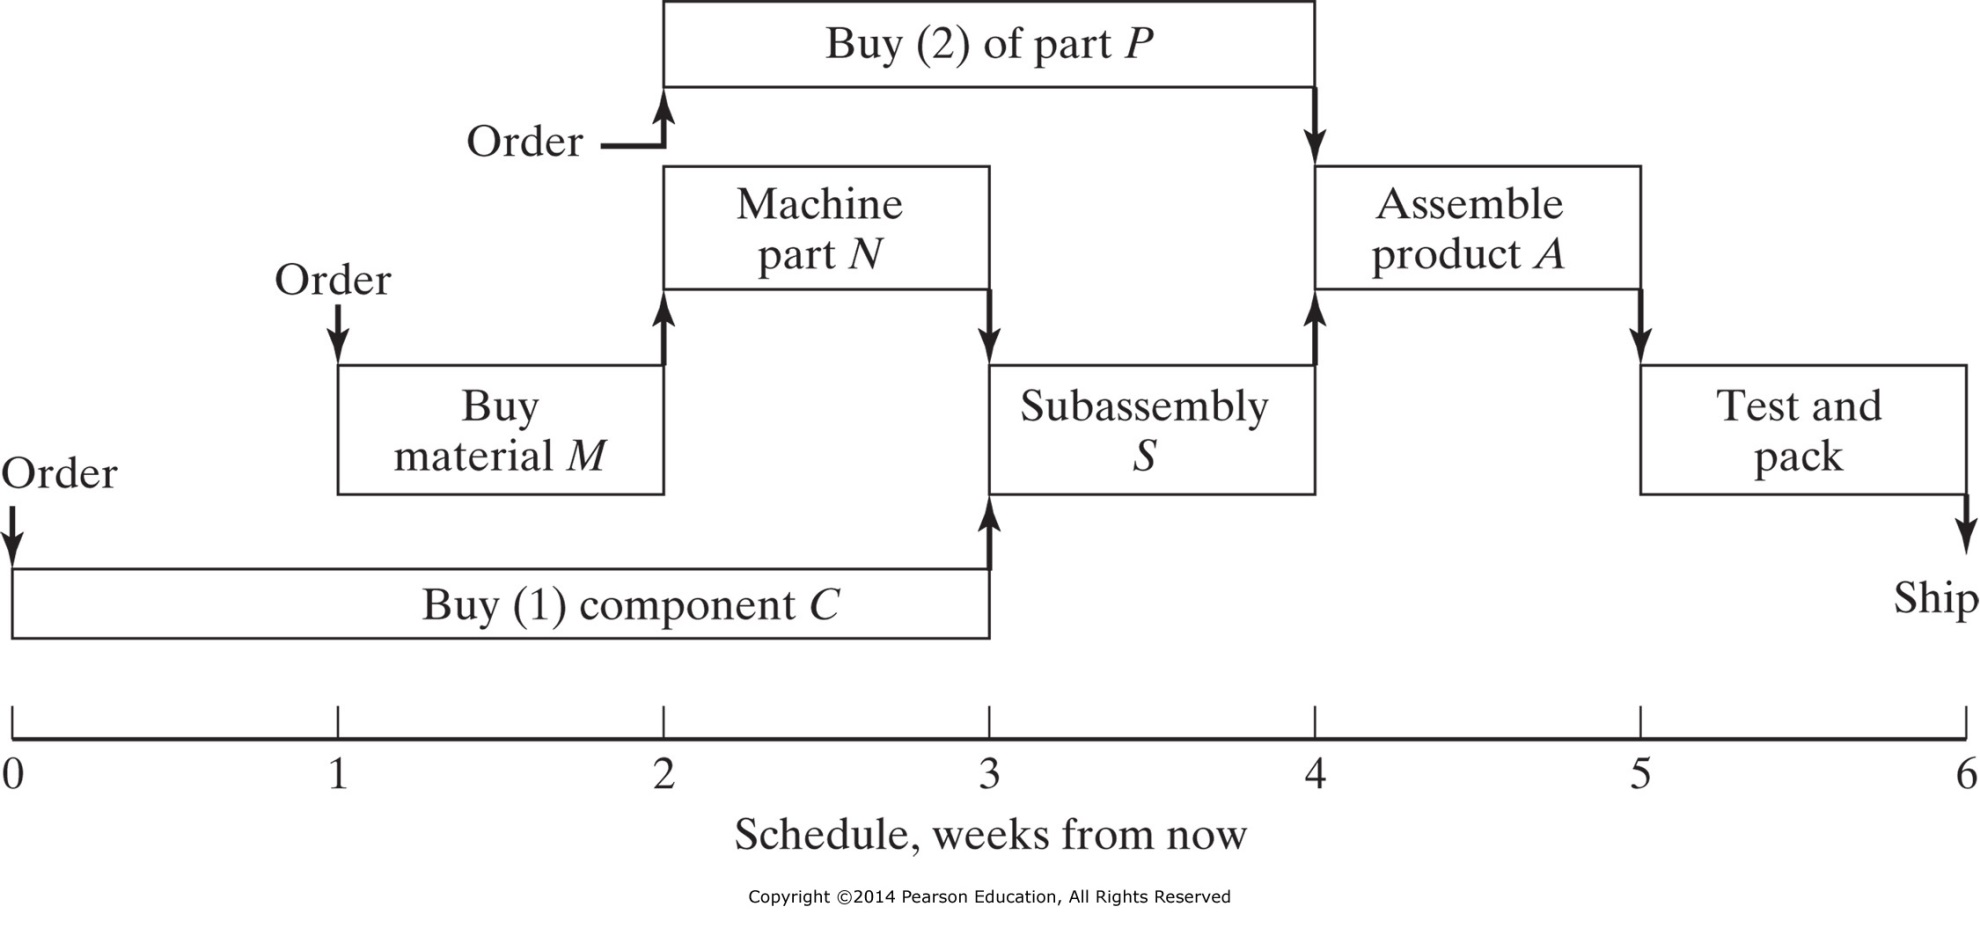 Buy (2) of part P
Order
Machine
part N
Assemble
product A
Order
Buy
material M
Subassembly
S
Test and
pack
Order
Buy (1) component C
Ship
0 1 2 3 4 5 6
Schedule, weeks from now
Copyright ©2014 Pearson Education, All Rights Reserved